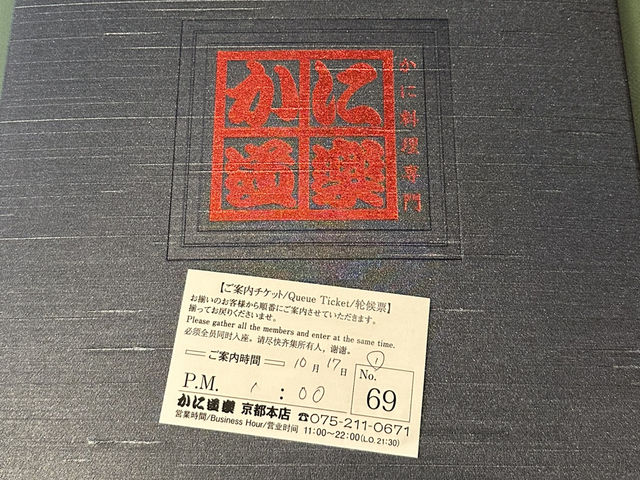 かに
道楽
かに料理専門
【ご案内チケット/Queue Ticket/轮候票】
お揃いのお客様から順番にご案内させていただきます。
揃ってお戻りくださいませ。
Please gather all the members and enter at the same time.
必须全员同时入座。请尽快齐集所有人，谢谢。
ご案内時間 10月17日 ①
P.M. 1:00 No. 69
かに道楽 京都本店 ☎075-211-0671
営業時間/Business Hour/营业时间 11:00～22:00(L.O. 21:30)